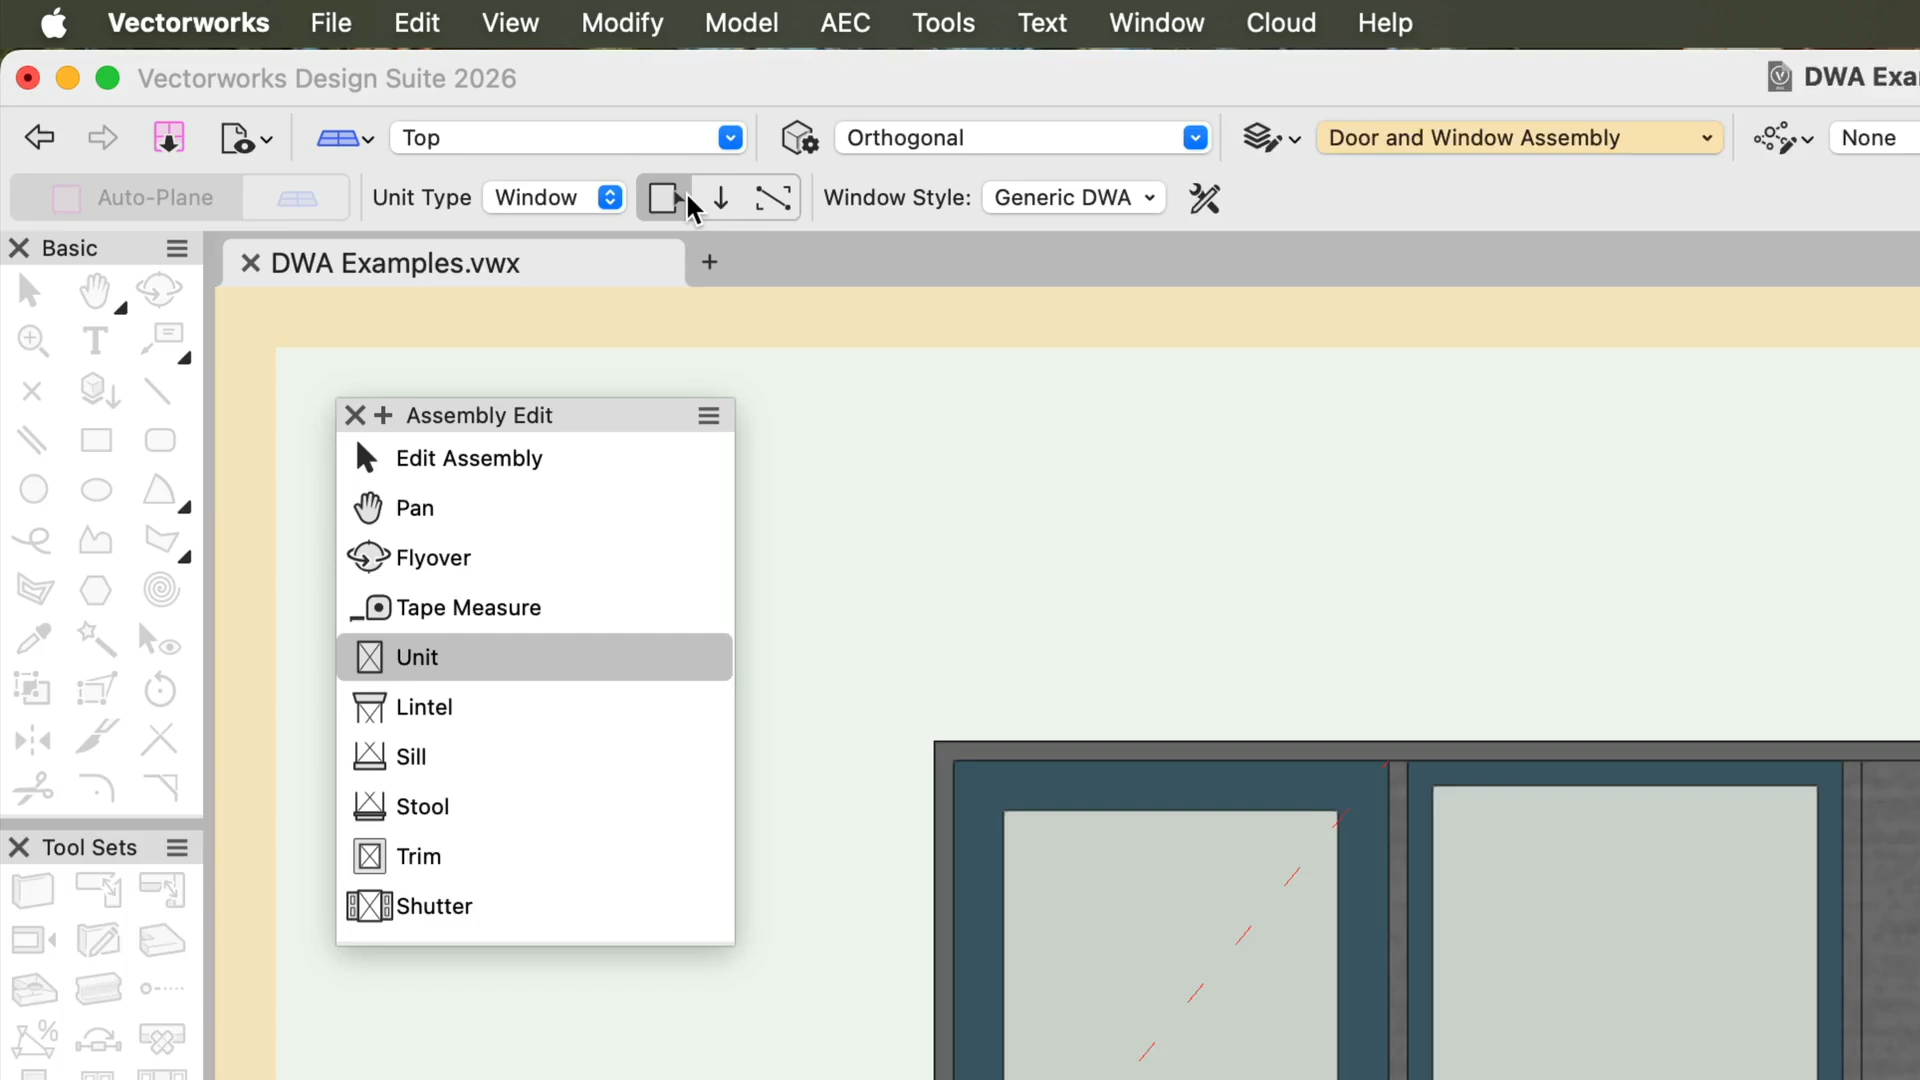 Vectorworks File Edit View Modify Model AEC Tools Text Window Cloud Help
Vectorworks Design Suite 2026
DWA Exa
Top
Orthogonal
Door and Window Assembly
None
Auto-Plane
Unit Type
Window
Window Style:
Generic DWA
Basic
DWA Examples.vwx
Assembly Edit
Edit Assembly
Pan
Flyover
Tape Measure
Unit
Lintel
Sill
Stool
Trim
Shutter
Tool Sets